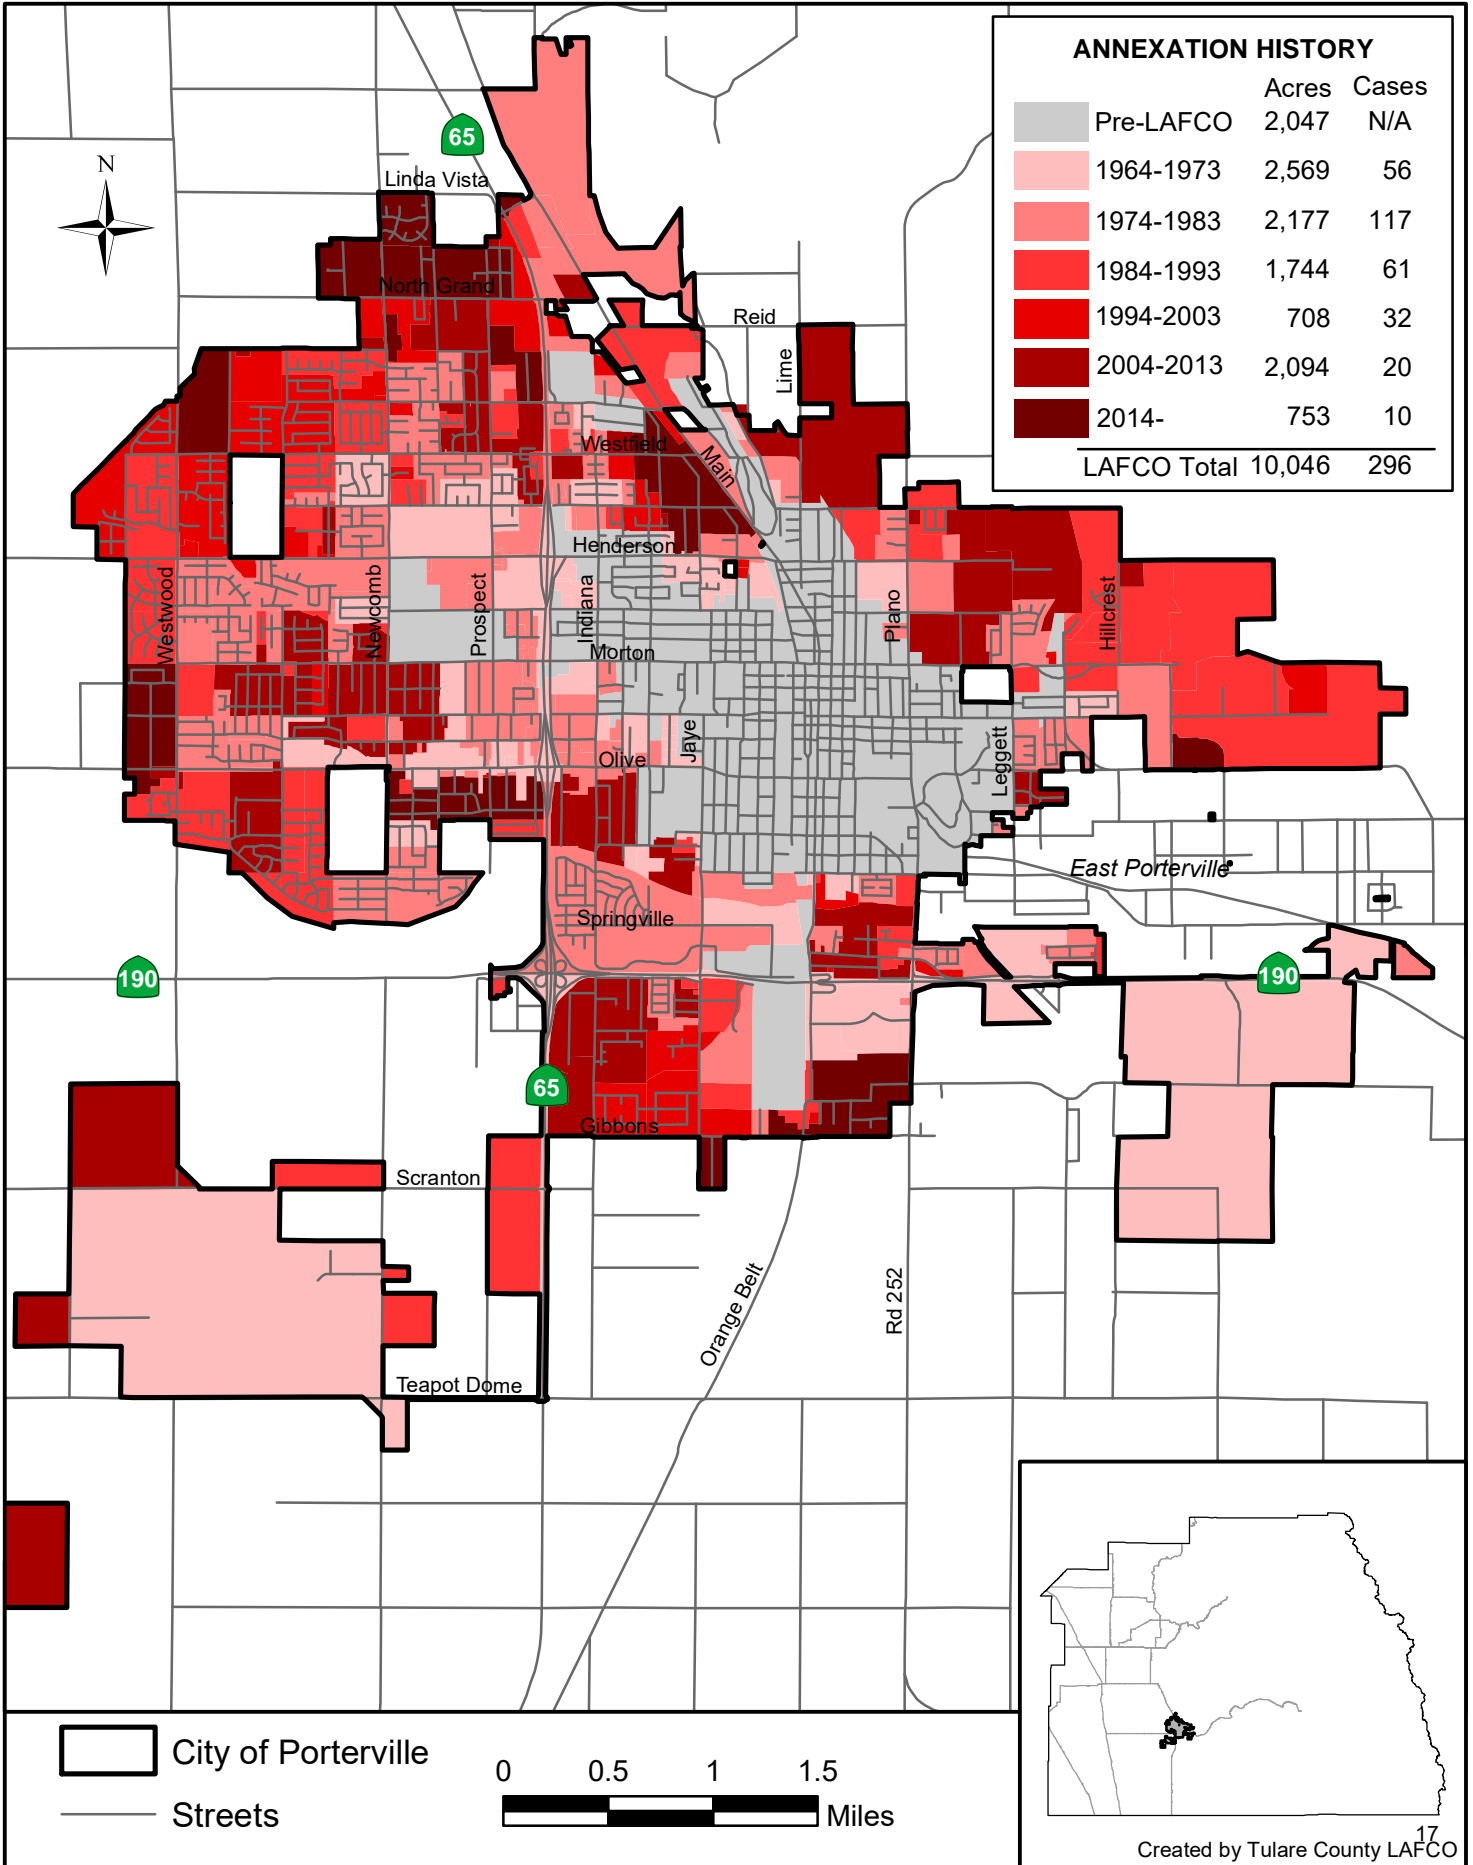 ANNEXATION HISTORY
Acres Cases
Pre-LAFCO 2,047 N/A
1964-1973 2,569 56
1974-1983 2,177 117
1984-1993 1,744 61
1994-2003 708 32
2004-2013 2,094 20
2014- 753 10
LAFCO Total 10,046 296
65
N
Linda Vista
North Grand
Reid
Lime
Westfield
Main
Henderson
Westwood
Newcomb
Prospect
Indiana
Plano
Hillcrest
Morton
Jaye
Olive
Leggett
East Porterville
Springville
190
190
65
Gibbons
Scranton
Orange Belt
Rd 252
Teapot Dome
City of Porterville
Streets
0 0.5 1 1.5
Miles
17
Created by Tulare County LAFCO